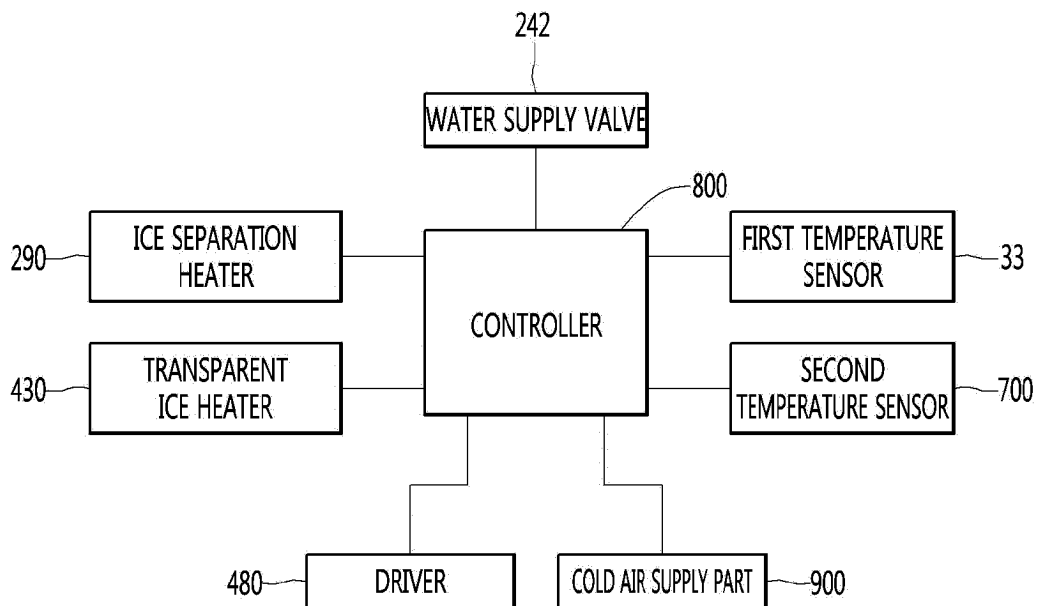 242
WATER SUPPLY VALVE
800
290
ICE SEPARATION
HEATER
FIRST TEMPERATURE
SENSOR
33
CONTROLLER
430
TRANSPARENT
ICE HEATER
SECOND
TEMPERATURE SENSOR
700
480
DRIVER
COLD AIR SUPPLY PART
900